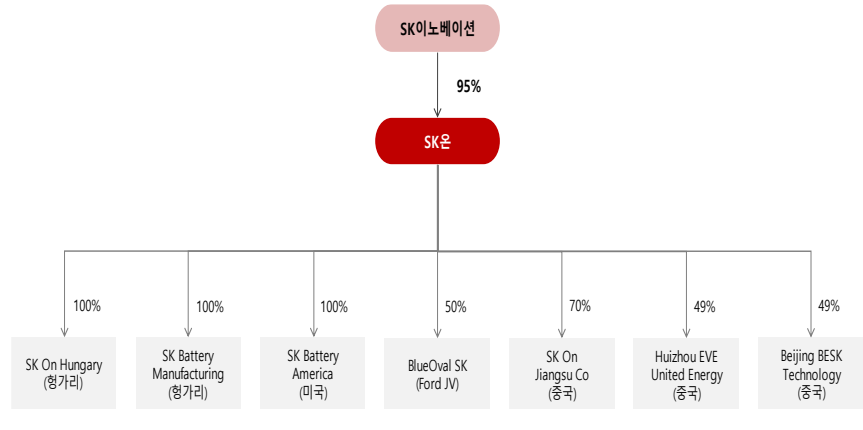 SK이노베이션
95%
SK온
100%
100%
100%
50%
70%
49%
49%
SK On Hungary
(헝가리)
SK Battery
Manufacturing
(헝가리)
SK Battery
America
(미국)
BlueOval SK
(Ford JV)
SK On
Jiangsu Co
(중국)
Huizhou EVE
United Energy
(중국)
Beijing BESK
Technology
(중국)